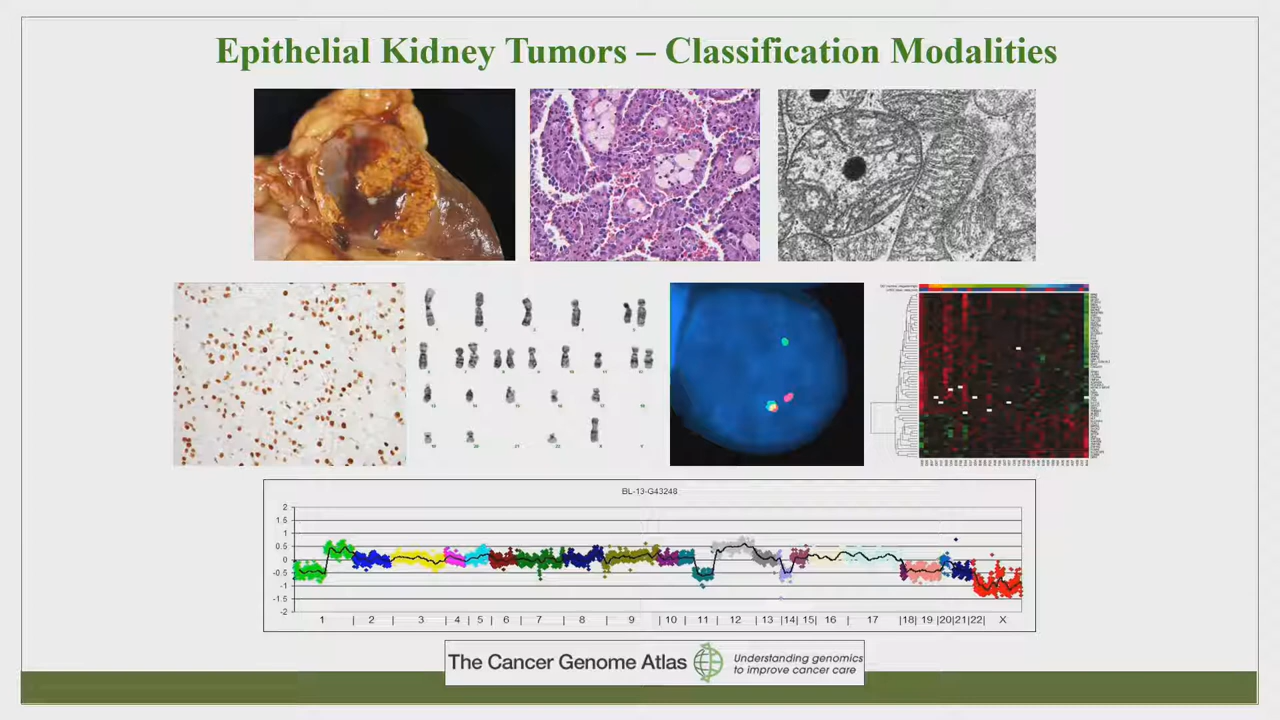 Epithelial Kidney Tumors – Classification Modalities
BL-13-G43248
2
1.5
1
0.5
0
-0.5
-1
-1.5
-2
1 | 2 | 3 | 4 | 5 | 6 | 7 | 8 | 9 | 10 | 11 | 12 | 13 | 14 | 15 | 16 | 17 | 18 | 19 | 20 | 21 | 22 | X
The Cancer Genome Atlas
Understanding genomics
to improve cancer care